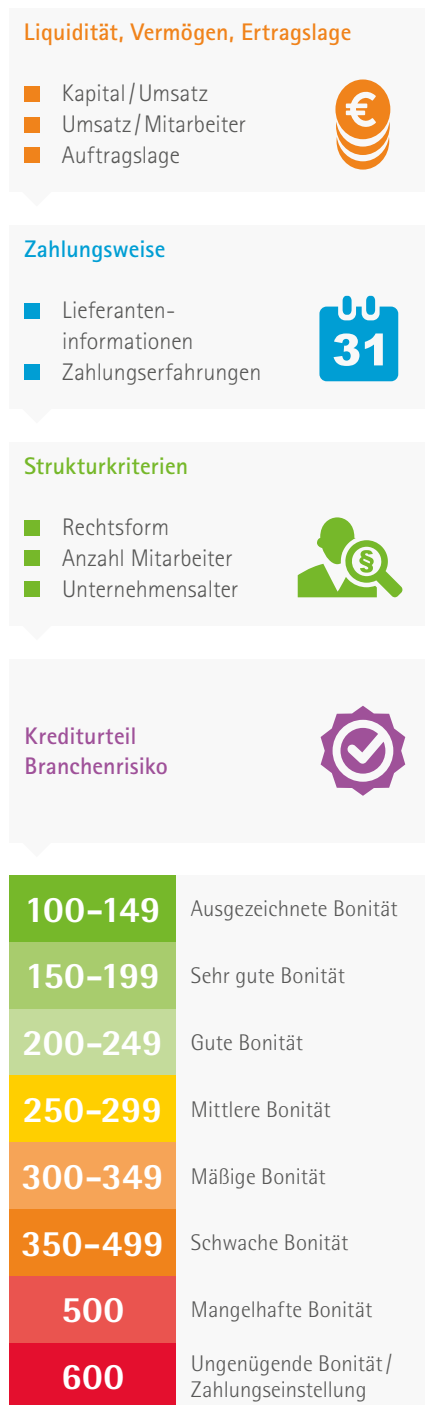 Liquidität, Vermögen, Ertragslage
Kapital/Umsatz
€
Umsatz/Mitarbeiter
Auftragslage
Zahlungsweise
Lieferanten-
informationen
31
Zahlungserfahrungen
Strukturkriterien
Rechtsform
Anzahl Mitarbeiter
§
Unternehmensalter
Krediturteil
Branchenrisiko
100-149 Ausgezeichnete Bonität
150-199 Sehr gute Bonität
200-249 Gute Bonität
250-299 Mittlere Bonität
300-349 Mäßige Bonität
350-499 Schwache Bonität
500 Mangelhafte Bonität
600 Ungenügende Bonität/
Zahlungseinstellung